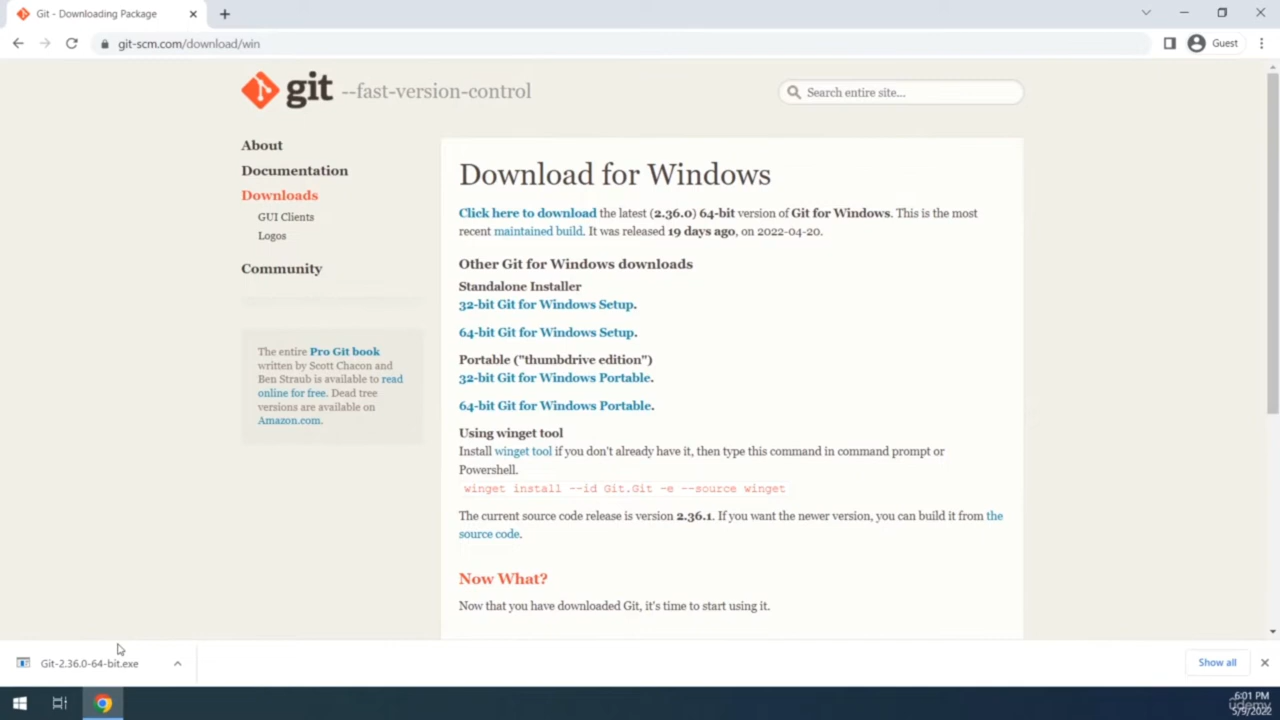 Git - Downloading Package
git-scm.com/download/win
Guest
git --fast-version-control
Search entire site...
About
Documentation
Downloads
GUI Clients
Logos
Community
The entire Pro Git book
written by Scott Chacon and
Ben Straub is available to read
online for free. Dead tree
versions are available on
Amazon.com.
Download for Windows
Click here to download the latest (2.36.0) 64-bit version of Git for Windows. This is the most
recent maintained build. It was released 19 days ago, on 2022-04-20.
Other Git for Windows downloads
Standalone Installer
32-bit Git for Windows Setup.
64-bit Git for Windows Setup.
Portable ("thumbdrive edition")
32-bit Git for Windows Portable.
64-bit Git for Windows Portable.
Using winget tool
Install winget tool if you don't already have it, then type this command in command prompt or
Powershell.
winget install --id Git.Git -e --source winget
The current source code release is version 2.36.1. If you want the newer version, you can build it from the
source code.
Now What?
Now that you have downloaded Git, it's time to start using it.
Git-2.36.0-64-bit.exe
Show all
6:01 PM
5/9/2022
udemy